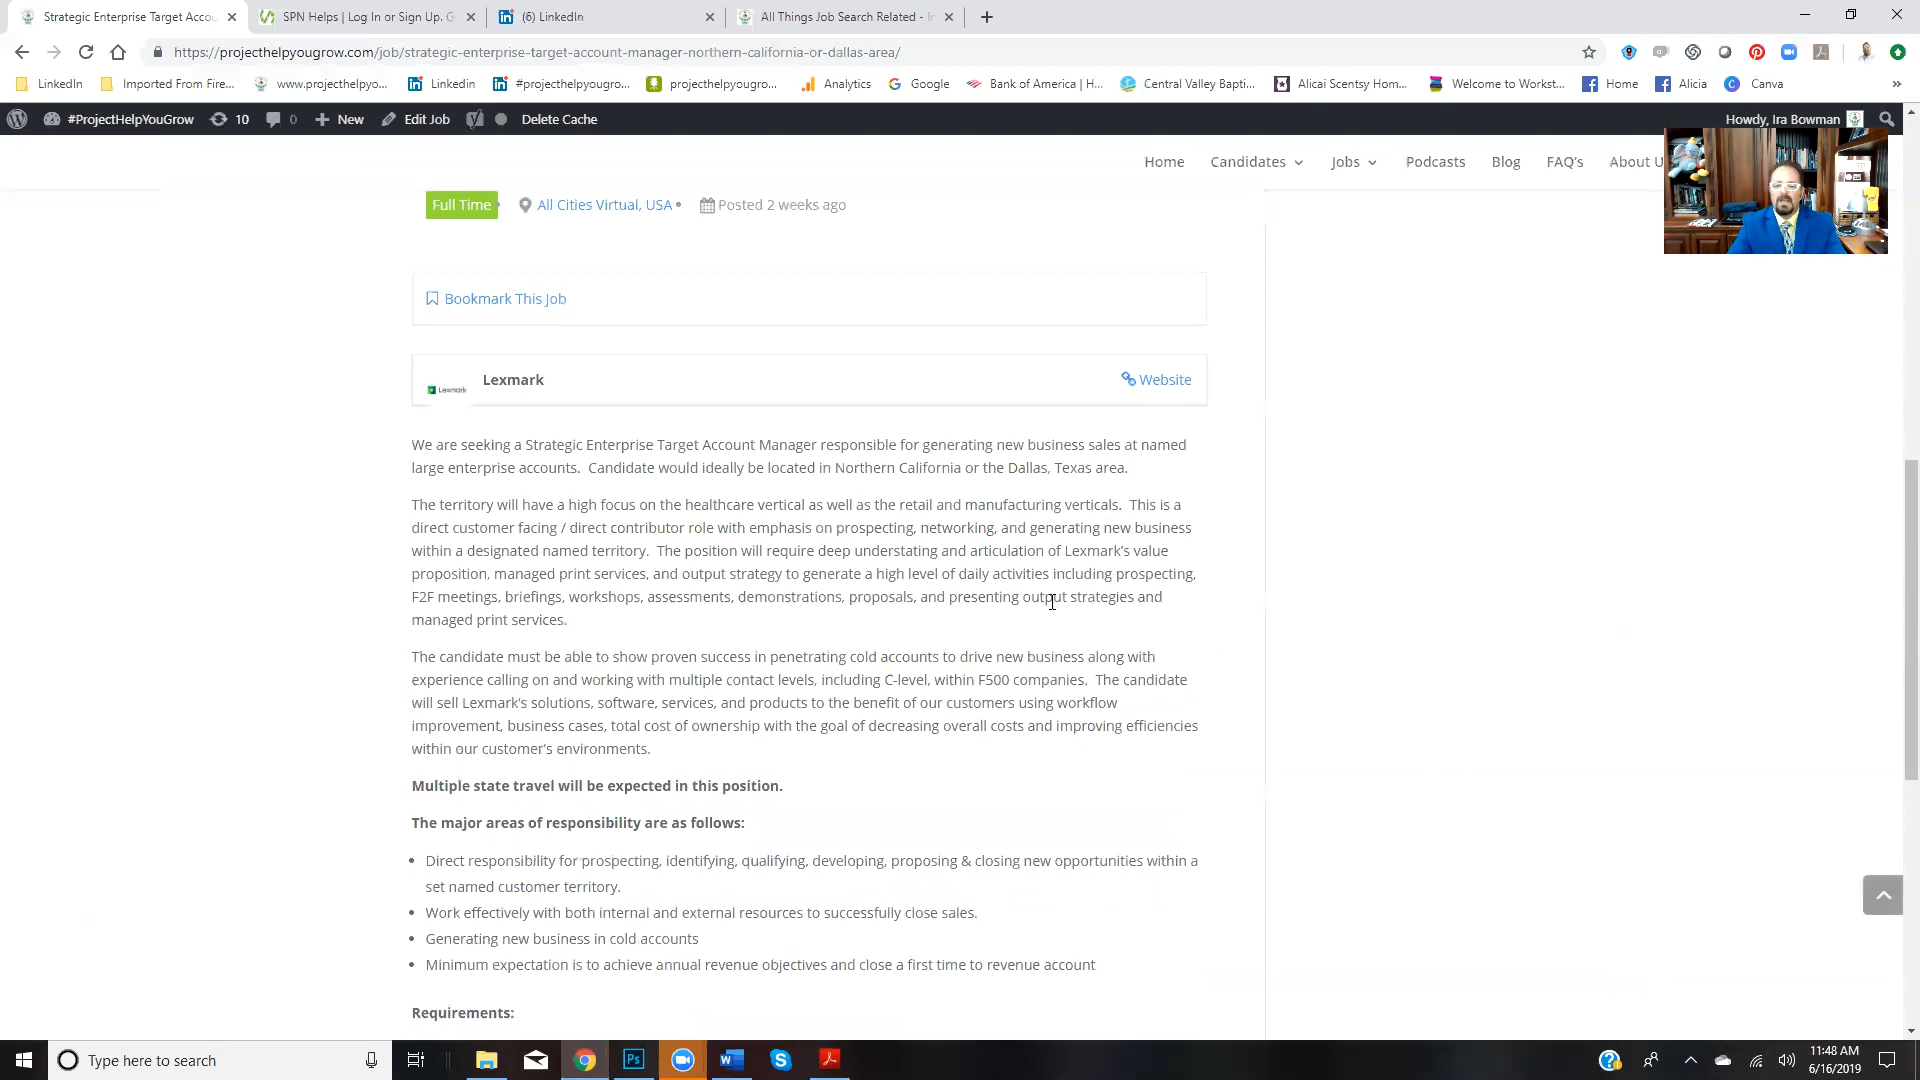 Strategic Enterprise Target Accou
SPN Helps | Log In or Sign Up. G
(6) LinkedIn
All Things Job Search Related - I
https://projecthelpyougrow.com/job/strategic-enterprise-target-account-manager-northern-california-or-dallas-area/
LinkedIn
Imported From Fire...
www.projecthelpyo...
Linkedin
#projecthelpyougro...
projecthelpyougro...
Analytics
Google
Bank of America | H...
Central Valley Bapti...
Alicai Scentsy Hom...
Welcome to Workst...
Home
Alicia
Canva
»
#ProjectHelpYouGrow
10
0
New
Edit Job
Delete Cache
Howdy, Ira Bowman
Home
Candidates
Jobs
Podcasts
Blog
FAQ's
About U
Full Time
All Cities Virtual, USA
Posted 2 weeks ago
Bookmark This Job
Lexmark
Lexmark
Website
We are seeking a Strategic Enterprise Target Account Manager responsible for generating new business sales at named
large enterprise accounts.  Candidate would ideally be located in Northern California or the Dallas, Texas area.
The territory will have a high focus on the healthcare vertical as well as the retail and manufacturing verticals.  This is a
direct customer facing / direct contributor role with emphasis on prospecting, networking, and generating new business
within a designated named territory.  The position will require deep understating and articulation of Lexmark's value
proposition, managed print services, and output strategy to generate a high level of daily activities including prospecting,
F2F meetings, briefings, workshops, assessments, demonstrations, proposals, and presenting output strategies and
managed print services.
The candidate must be able to show proven success in penetrating cold accounts to drive new business along with
experience calling on and working with multiple contact levels, including C-level, within F500 companies.  The candidate
will sell Lexmark's solutions, software, services, and products to the benefit of our customers using workflow
improvement, business cases, total cost of ownership with the goal of decreasing overall costs and improving efficiencies
within our customer's environments.
Multiple state travel will be expected in this position.
The major areas of responsibility are as follows:
• Direct responsibility for prospecting, identifying, qualifying, developing, proposing & closing new opportunities within a
set named customer territory.
• Work effectively with both internal and external resources to successfully close sales.
• Generating new business in cold accounts
• Minimum expectation is to achieve annual revenue objectives and close a first time to revenue account
Requirements:
Type here to search
Ps
11:48 AM
6/16/2019